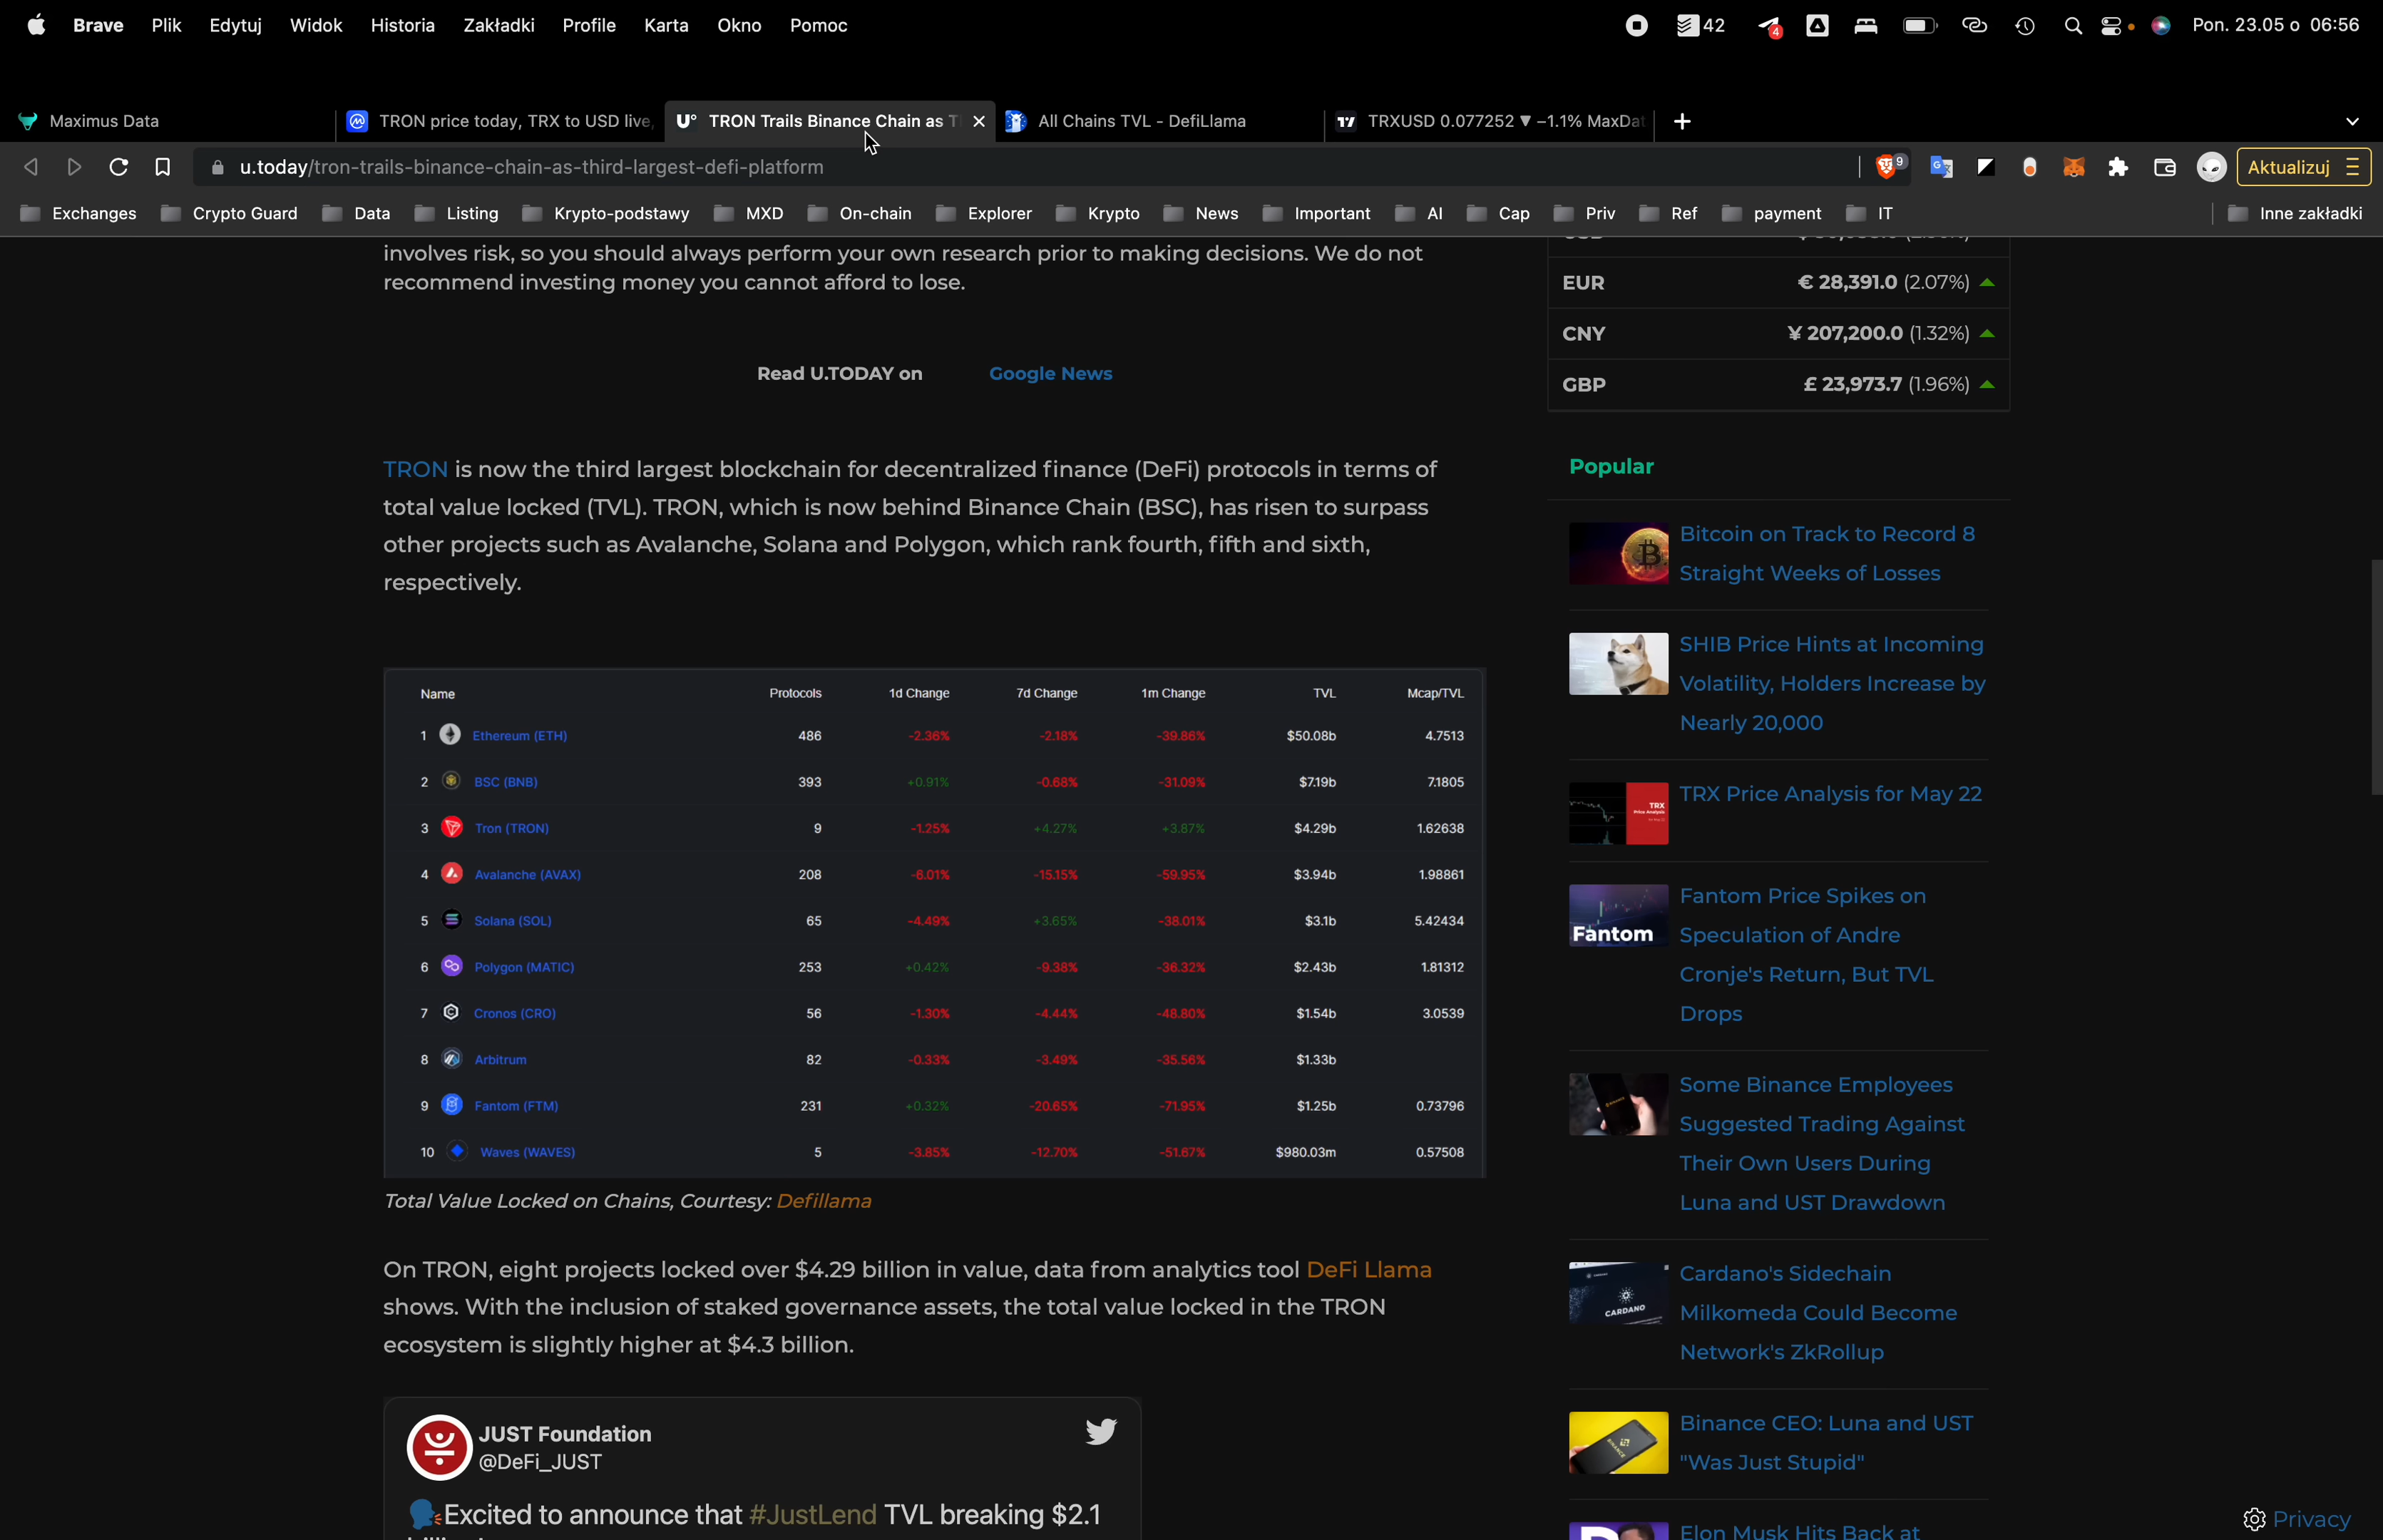 Brave Plik Edytuj Widok Historia Zakładki Profile Karta Okno Pomoc 42 4 Pon. 23.05 o 06:56
Maximus Data
TRON price today, TRX to USD live,
TRON Trails Binance Chain as
All Chains TVL - DefiLlama
TRXUSD 0.077252 ▼ −1.1% MaxDat
u.today/tron-trails-binance-chain-as-third-largest-defi-platform 9 Aktualizuj
Exchanges Crypto Guard Data Listing Krypto-podstawy MXD On-chain Explorer Krypto News Important AI Cap Priv Ref payment IT Inne zakładki
involves risk, so you should always perform your own research prior to making decisions. We do not
recommend investing money you cannot afford to lose.
Read U.TODAY on Google News
TRON is now the third largest blockchain for decentralized finance (DeFi) protocols in terms of
total value locked (TVL). TRON, which is now behind Binance Chain (BSC), has risen to surpass
other projects such as Avalanche, Solana and Polygon, which rank fourth, fifth and sixth,
respectively.
Name Protocols 1d Change 7d Change 1m Change TVL Mcap/TVL
1 Ethereum (ETH) 486 -2.36% -2.18% -39.86% $50.08b 4.7513
2 BSC (BNB) 393 +0.91% -0.68% -31.09% $7.19b 7.1805
3 Tron (TRON) 9 -1.25% +4.27% +3.87% $4.29b 1.62638
4 Avalanche (AVAX) 208 -6.01% -15.15% -59.95% $3.94b 1.98861
5 Solana (SOL) 65 -4.49% +3.65% -38.01% $3.1b 5.42434
6 Polygon (MATIC) 253 +0.42% -9.38% -36.32% $2.43b 1.81312
7 Cronos (CRO) 56 -1.30% -4.44% -48.80% $1.54b 3.0539
8 Arbitrum 82 -0.33% -3.49% -35.56% $1.33b
9 Fantom (FTM) 231 +0.32% -20.65% -71.95% $1.25b 0.73796
10 Waves (WAVES) 5 -3.85% -12.70% -51.67% $980.03m 0.57508
Total Value Locked on Chains, Courtesy: Defillama
On TRON, eight projects locked over $4.29 billion in value, data from analytics tool DeFi Llama
shows. With the inclusion of staked governance assets, the total value locked in the TRON
ecosystem is slightly higher at $4.3 billion.
JUST Foundation
@DeFi_JUST
🗣️Excited to announce that #JustLend TVL breaking $2.1
EUR € 28,391.0 (2.07%)
CNY ¥ 207,200.0 (1.32%)
GBP £ 23,973.7 (1.96%)
Popular
Bitcoin on Track to Record 8
Straight Weeks of Losses
SHIB Price Hints at Incoming
Volatility, Holders Increase by
Nearly 20,000
TRX
Price Analysis
TRX Price Analysis for May 22
Fantom
Fantom Price Spikes on
Speculation of Andre
Cronje's Return, But TVL
Drops
Some Binance Employees
Suggested Trading Against
Their Own Users During
Luna and UST Drawdown
CARDANO
Cardano's Sidechain
Milkomeda Could Become
Network's ZkRollup
Binance CEO: Luna and UST
"Was Just Stupid"
Elon Musk Hits Back at
Privacy